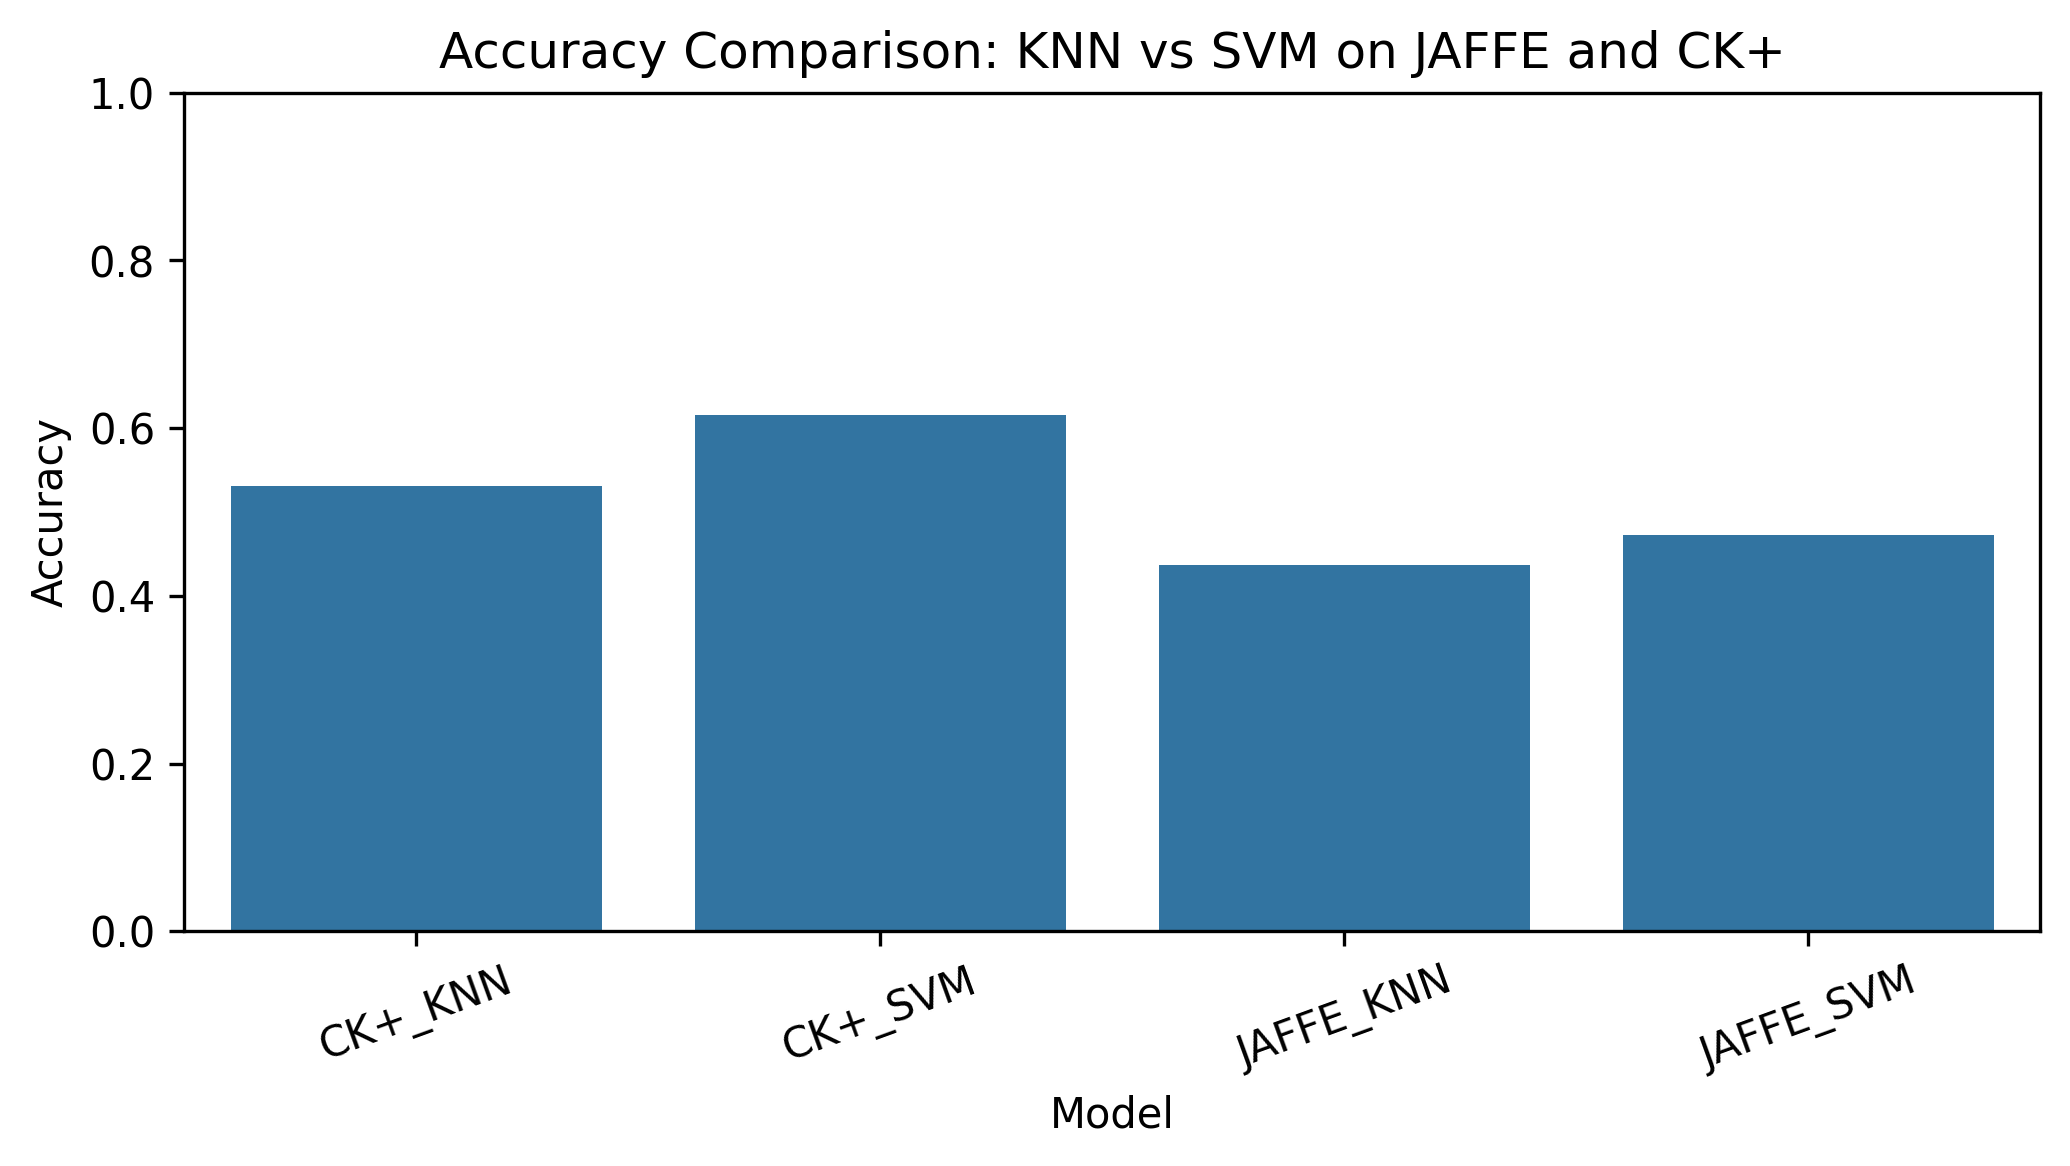 Accuracy Comparison: KNN vs SVM on JAFFE and CK+
1.0
0.8
0.6
0.4
0.2
0.0
Accuracy
CK+_KNN
CK+_SVM
JAFFE_KNN
JAFFE_SVM
Model